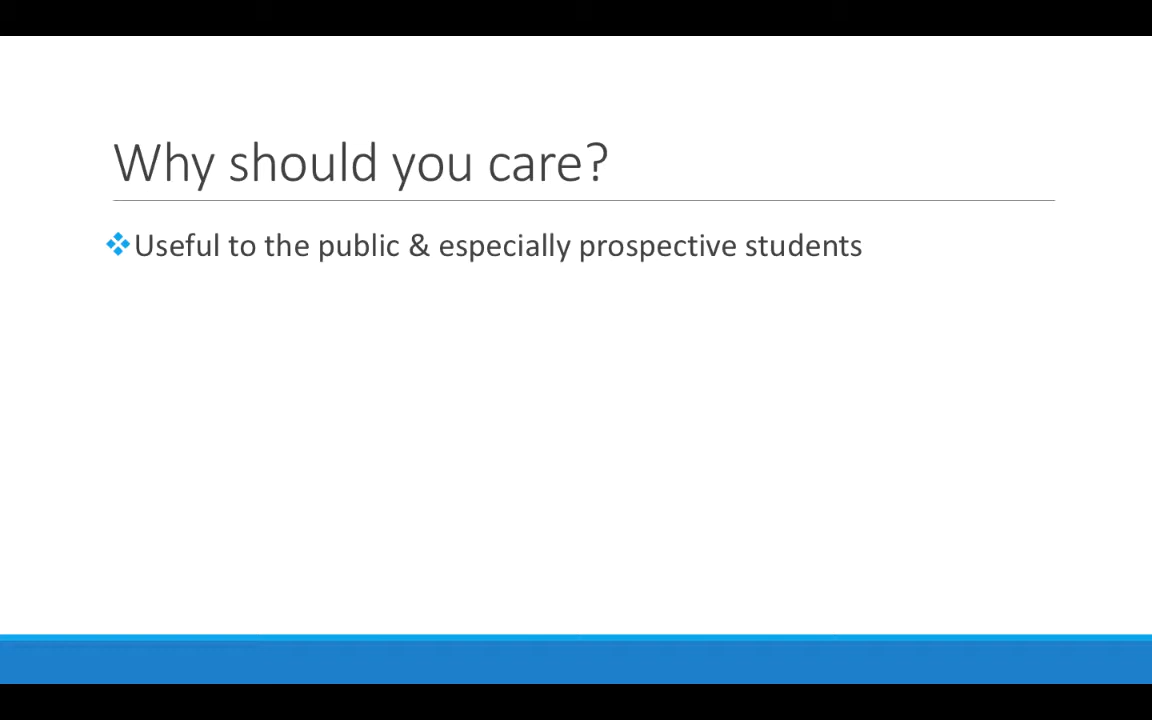 Why should you care?
❖Useful to the public & especially prospective students